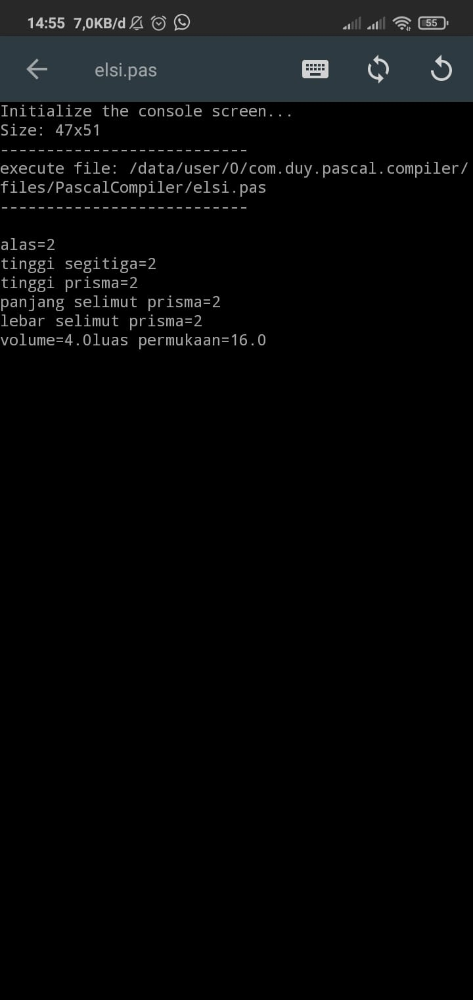 14:55 7,0KB/d 55
elsi.pas
Initialize the console screen...
Size: 47x51
---------------------------
execute file: /data/user/0/com.duy.pascal.compiler/
files/PascalCompiler/elsi.pas
---------------------------
alas=2
tinggi segitiga=2
tinggi prisma=2
panjang selimut prisma=2
lebar selimut prisma=2
volume=4.0luas permukaan=16.0